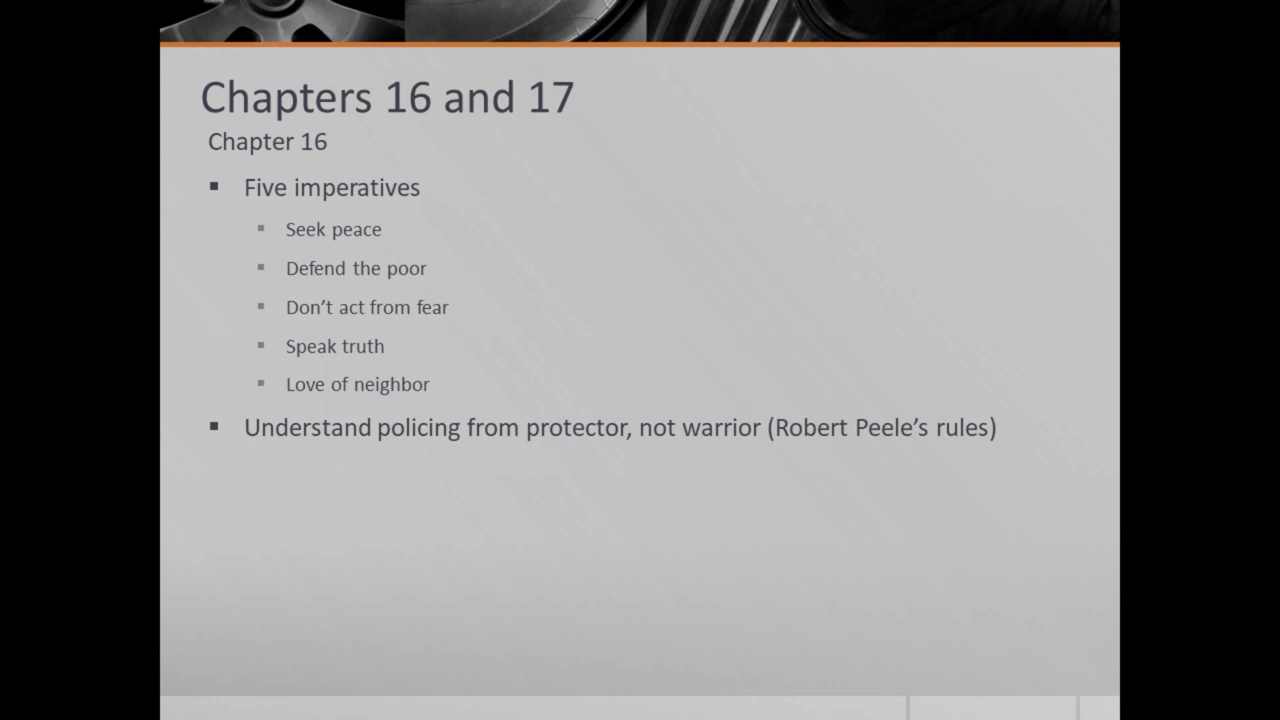 Chapters 16 and 17
Chapter 16
Five imperatives
Seek peace
Defend the poor
Don’t act from fear
Speak truth
Love of neighbor
Understand policing from protector, not warrior (Robert Peele’s rules)